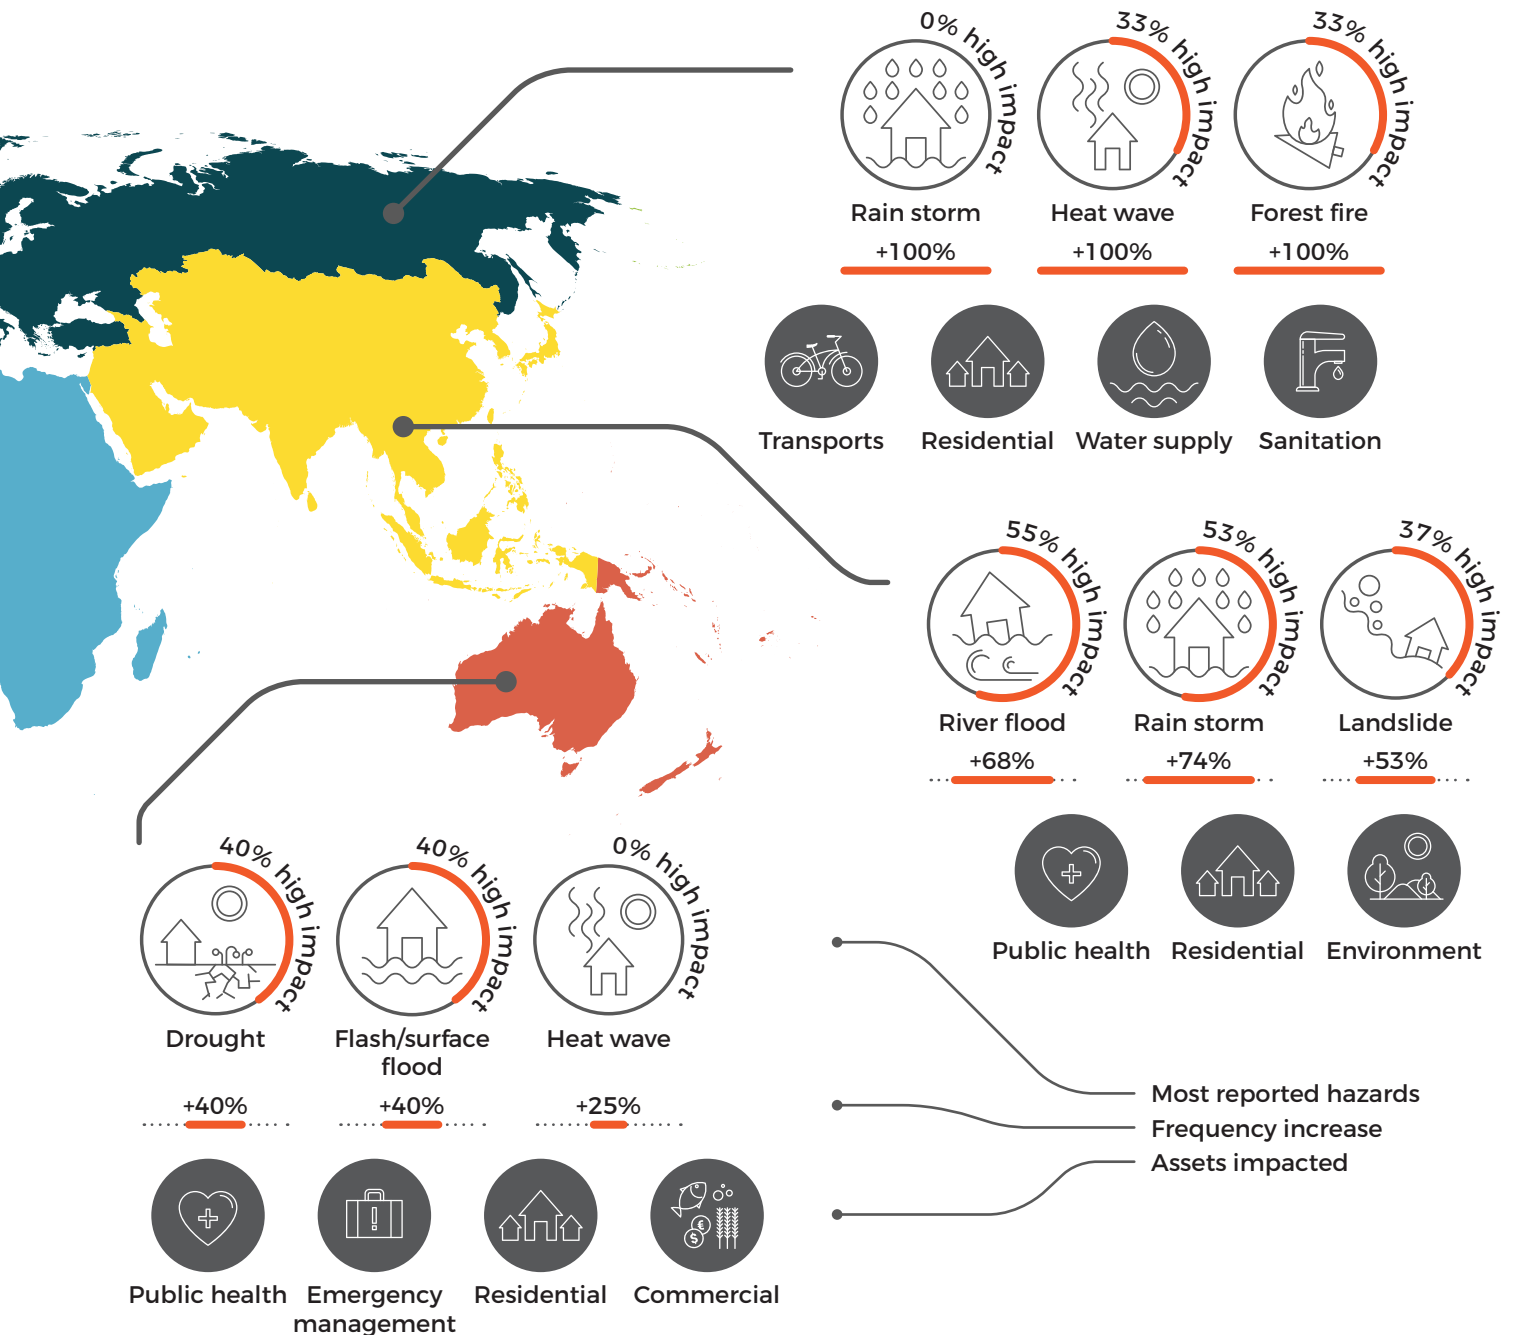 0% high impact
33% high impact
33% high impact
Rain storm
Heat wave
Forest fire
+100%
+100%
+100%
Transports
Residential
Water supply
Sanitation
55% high impact
53% high impact
37% high impact
River flood
Rain storm
Landslide
+68%
+74%
+53%
Public health
Residential
Environment
40% high impact
40% high impact
0% high impact
Drought
Flash/surface
flood
Heat wave
+40%
+40%
+25%
! 
€
$
Public health
Emergency
management
Residential
Commercial
Most reported hazards
Frequency increase
Assets impacted